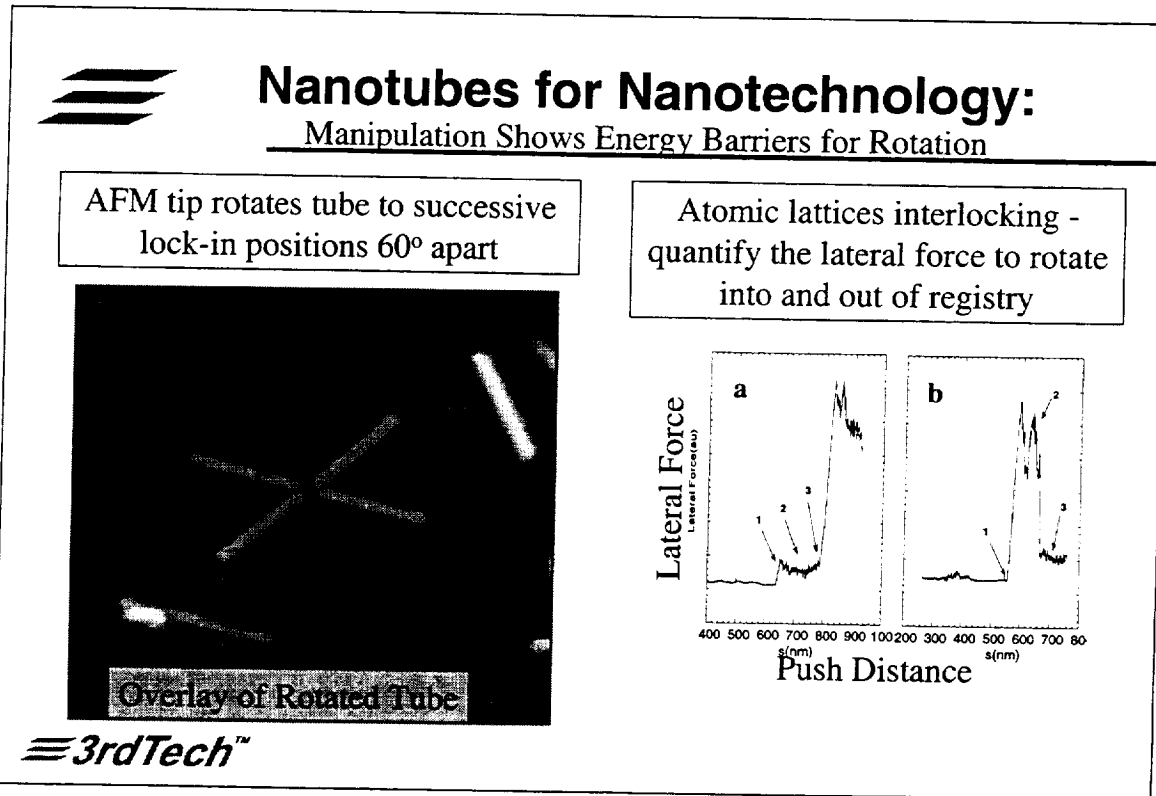 Nanotubes for Nanotechnology:
Manipulation Shows Energy Barriers for Rotation
AFM tip rotates tube to successive
lock-in positions 60º apart
Overlay of Rotated Tube
Atomic lattices interlocking -
quantify the lateral force to rotate
into and out of registry
Lateral Force
Lateral Force(au)
a
1
2
3
400 500 600 700 800 900 100
s(nm)
b
1
2
3
200 300 400 500 600 700 80
s(nm)
Push Distance
3rdTech™